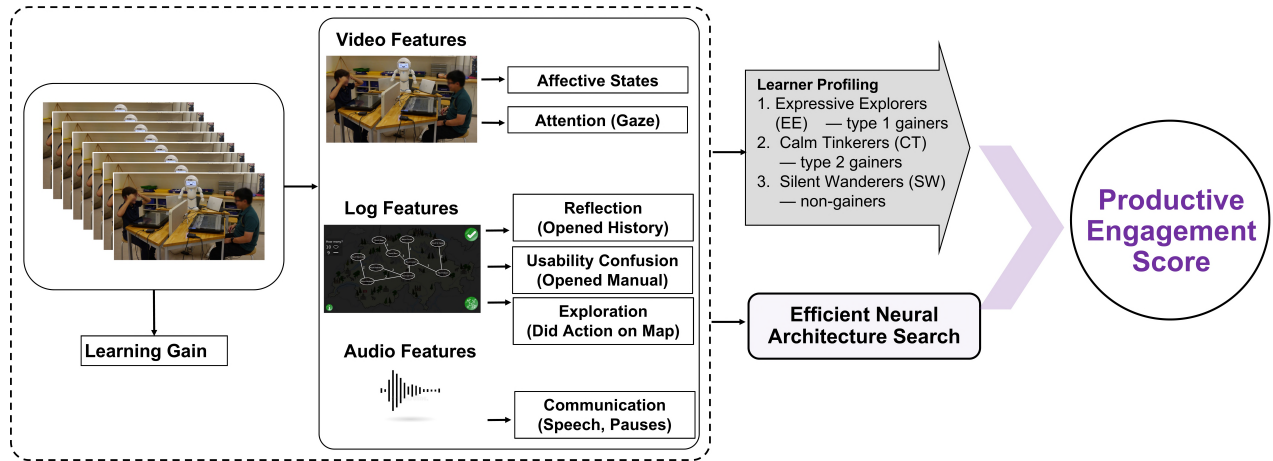 Video Features
Affective States
Attention (Gaze)
Log Features
Reflection
(Opened History)
Usability Confusion
(Opened Manual)
Exploration
(Did Action on Map)
Audio Features
Communication
(Speech, Pauses)
Learning Gain
Learner Profiling
1. Expressive Explorers
(EE) — type 1 gainers
2. Calm Tinkerers (CT)
— type 2 gainers
3. Silent Wanderers (SW)
— non-gainers
Efficient Neural
Architecture Search
Productive
Engagement
Score